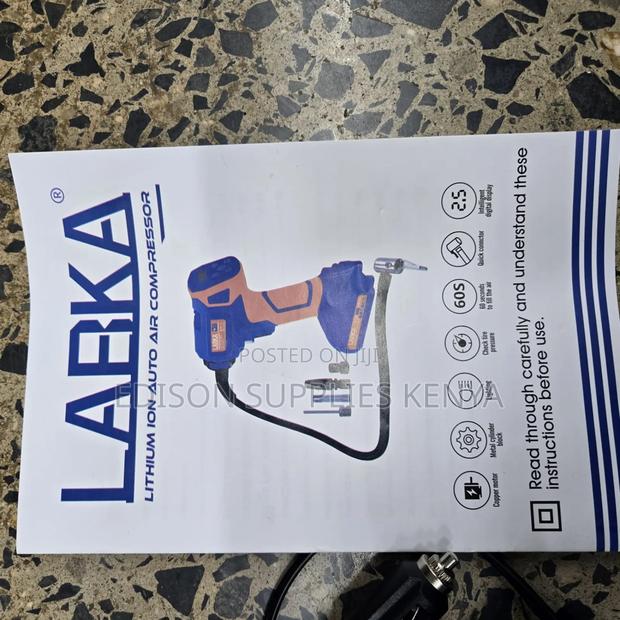 LABKA®
LITHIUM ION AUTO AIR COMPRESSOR
POSTED ON JIJI
EDISON SUPPLIES KENYA
Copper motor
Metal cylinder
block
Lighting
Check tire
pressure
60S
60 seconds
to fill the air
Quick connector
2.5
Intelligent
digital display
Read through carefully and understand these
instructions before use.